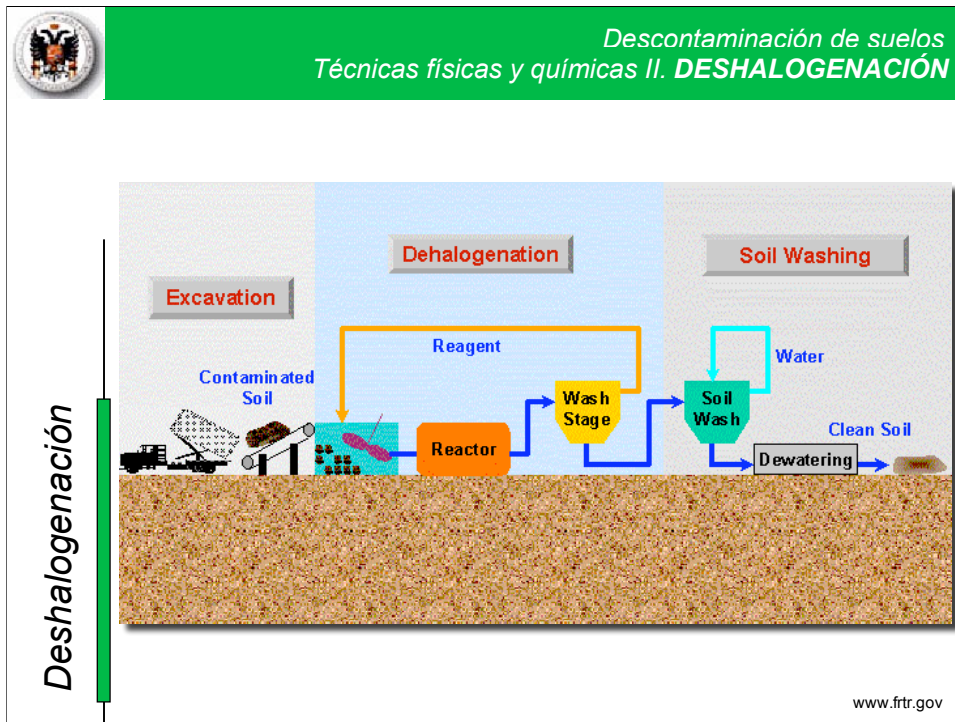 Descontaminación de suelos
Técnicas físicas y químicas II. DESHALOGENACIÓN
Deshalogenación
Excavation
Dehalogenation
Soil Washing
Contaminated
Soil
Reagent
Reactor
Wash
Stage
Water
Soil
Wash
Dewatering
Clean Soil
www.frtr.gov